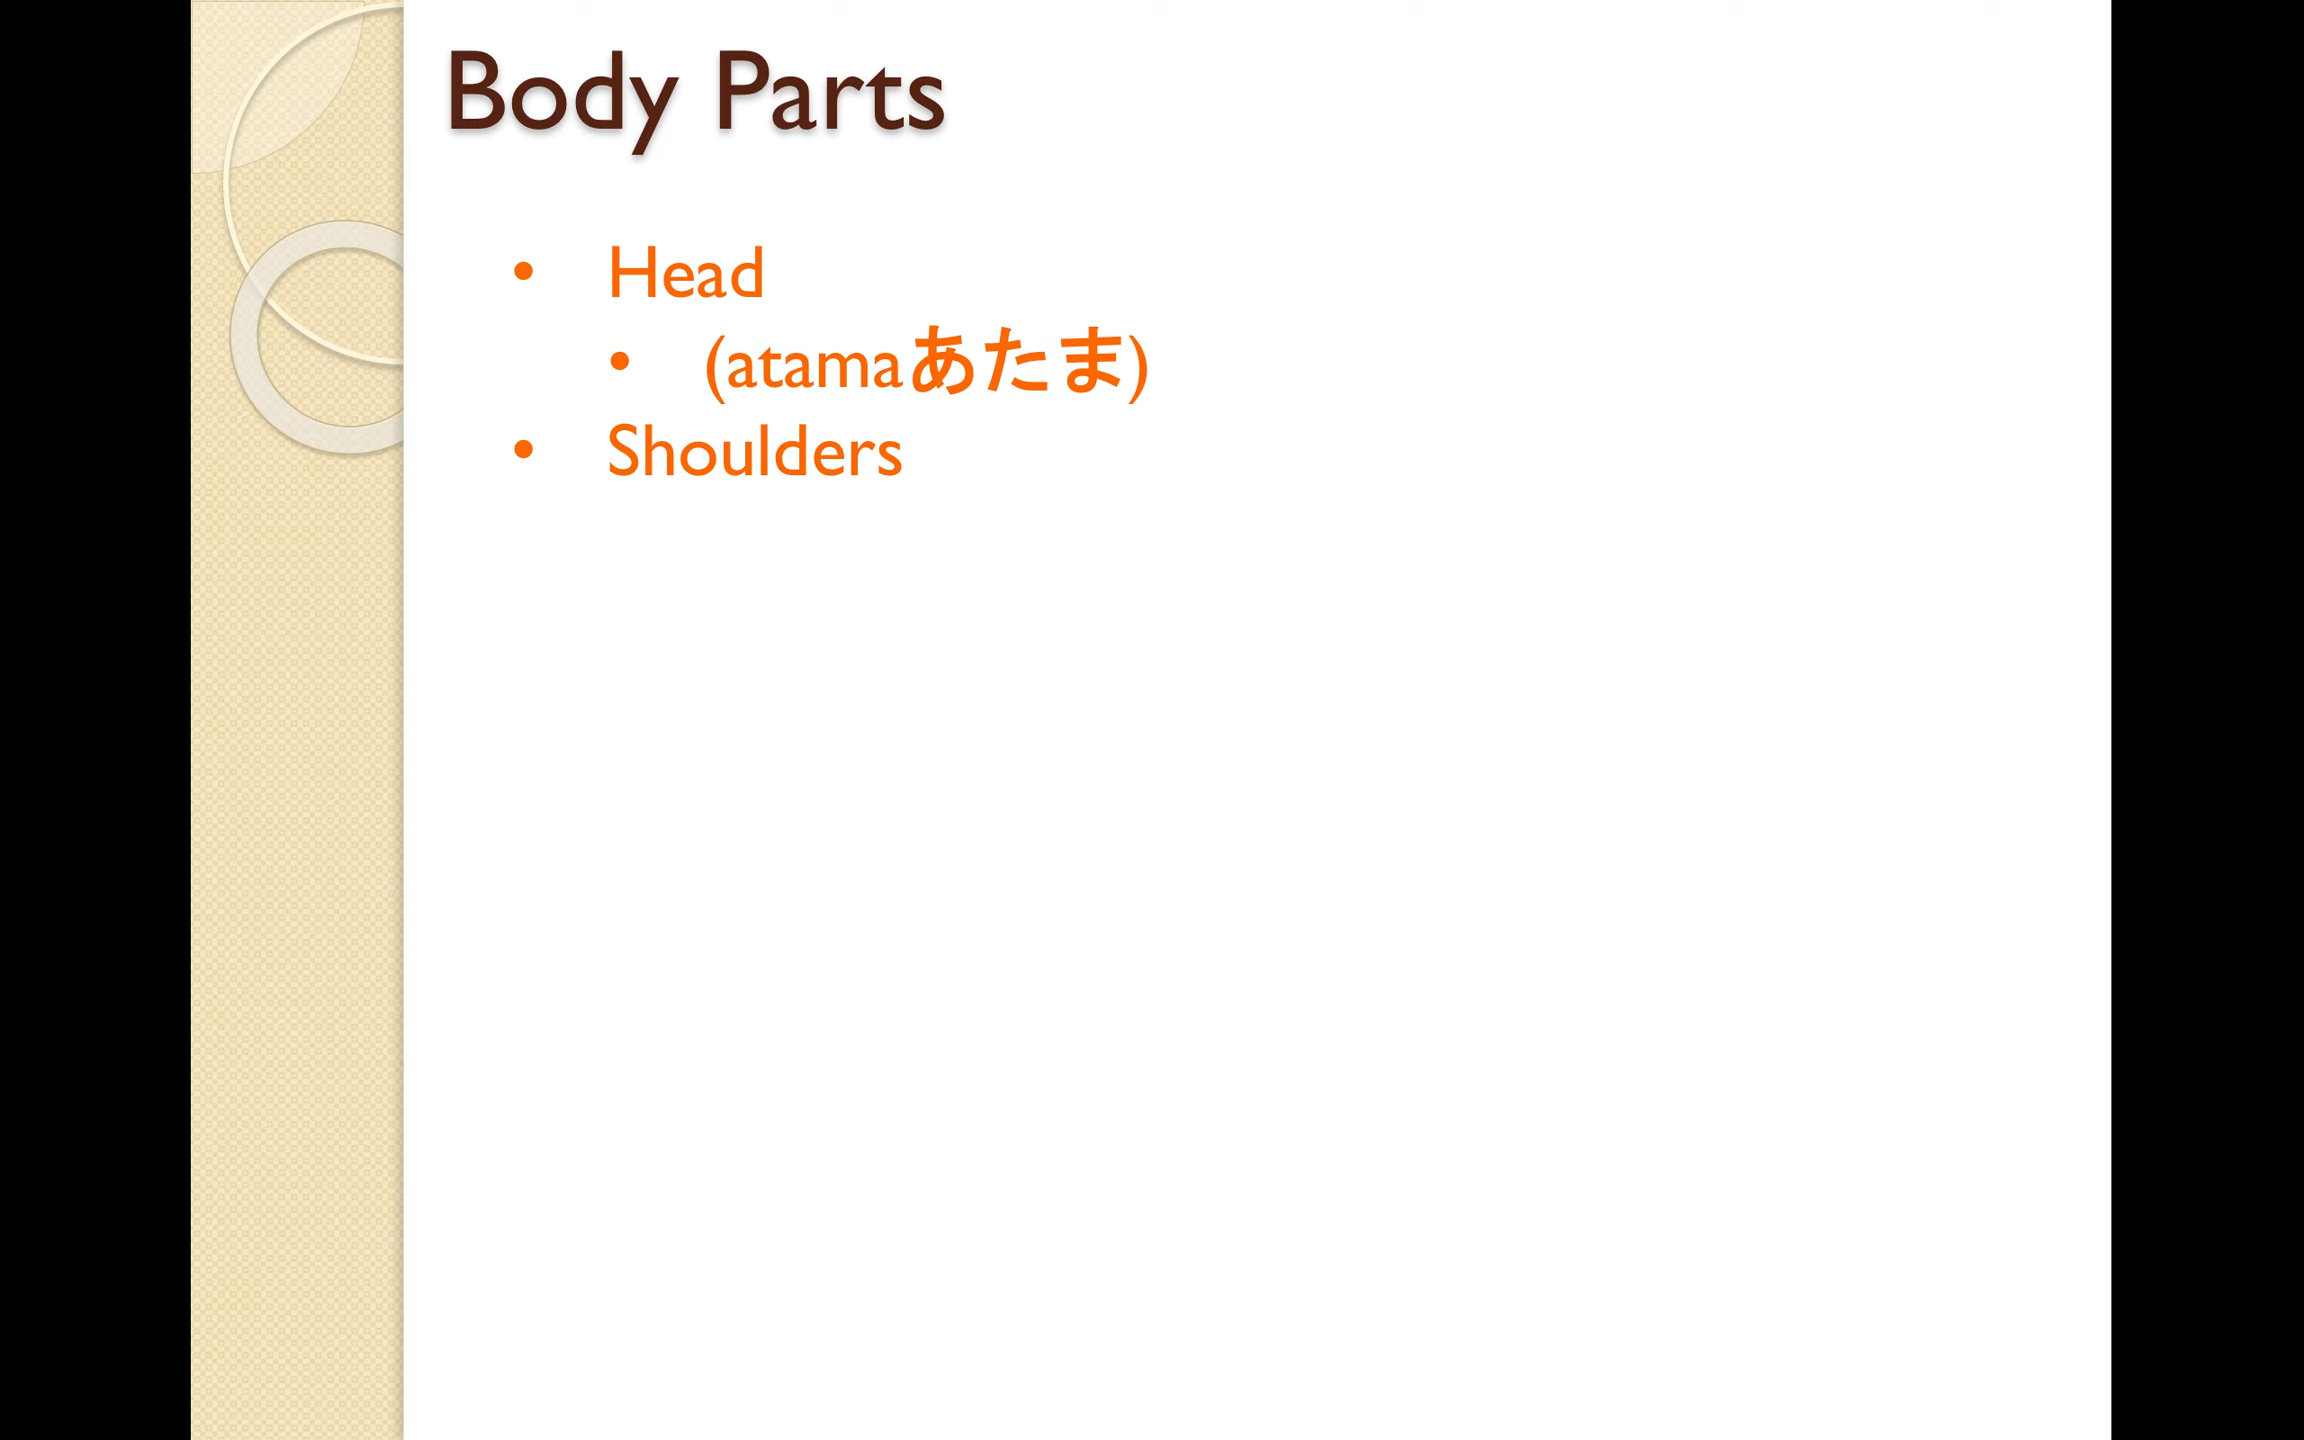 Body Parts
• Head
• (atamaあたま)
• Shoulders